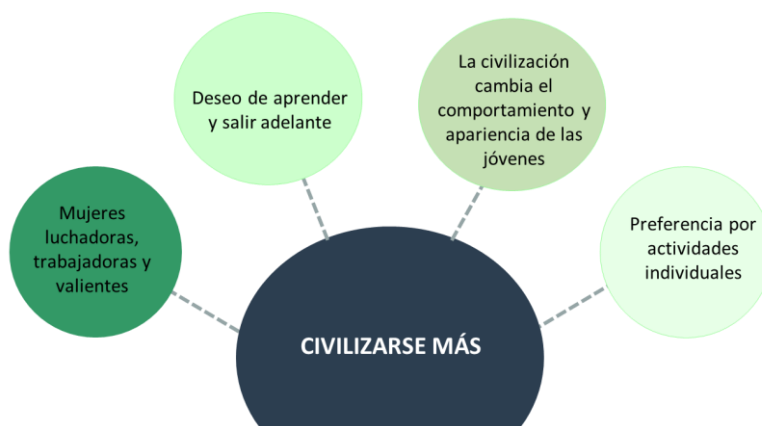 Mujeres
luchadoras,
trabajadoras y
valientes
Deseo de aprender
y salir adelante
La civilización
cambia el
comportamiento y
apariencia de las
jóvenes
Preferencia por
actividades
individuales
CIVILIZARSE MÁS